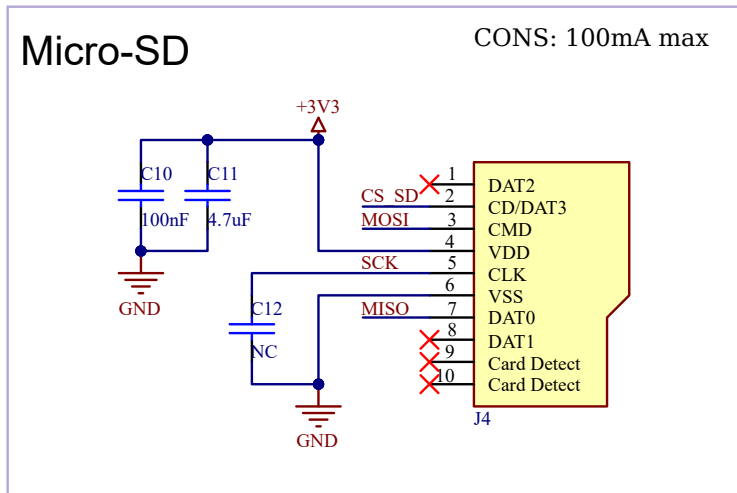 Micro-SD
CONS: 100mA max
+3V3
C10
C11
100nF
4.7uF
GND
CS_SD
MOSI
SCK
MISO
C12
NC
GND
1 DAT2
2 CD/DAT3
3 CMD
4 VDD
5 CLK
6 VSS
7 DAT0
8 DAT1
9 Card Detect
10 Card Detect
J4